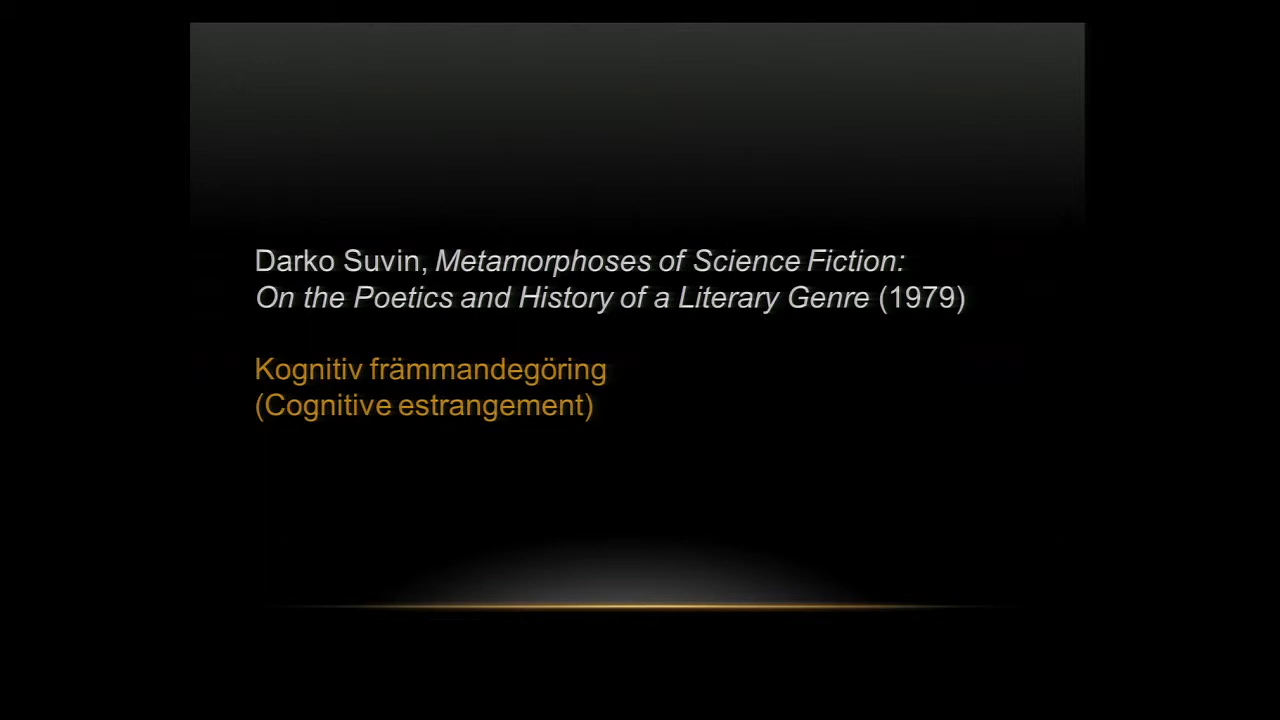 Darko Suvin, Metamorphoses of Science Fiction:
On the Poetics and History of a Literary Genre (1979)
Kognitiv främmandegöring
(Cognitive estrangement)